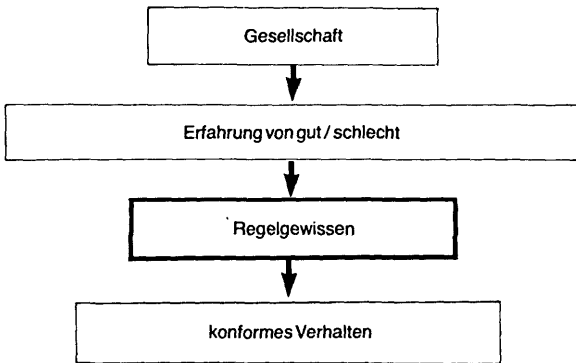 Gesellschaft
Erfahrung von gut / schlecht
Regelgewissen
konformes Verhalten